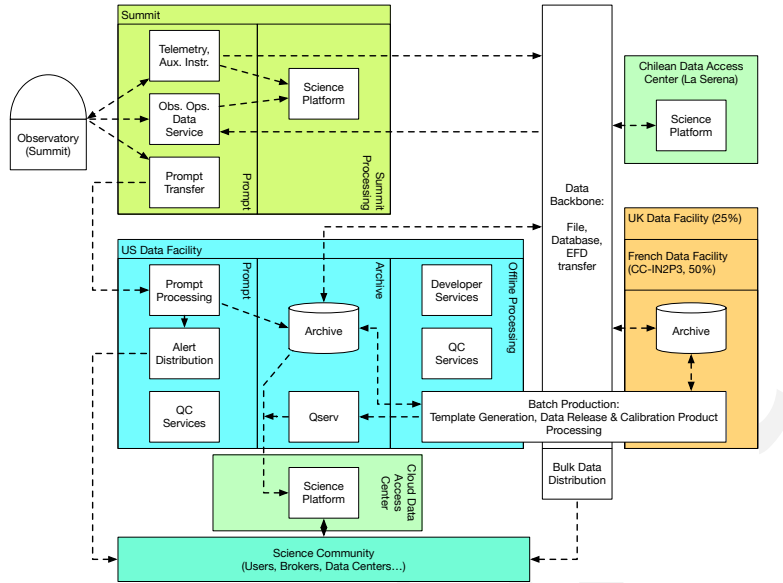 Summit
Telemetry,
Aux. Instr.
Obs. Ops.
Data
Service
Prompt
Transfer
Prompt
Science
Platform
Summit
Processing
Observatory
(Summit)
Data
Backbone:
File,
Database,
EFD
transfer
Bulk Data
Distribution
Chilean Data Access
Center (La Serena)
Science
Platform
UK Data Facility (25%)
French Data Facility
(CC-IN2P3, 50%)
Archive
US Data Facility
Prompt
Processing
Alert
Distribution
QC
Services
Prompt
Archive
Qserv
Archive
Developer
Services
QC
Services
Offline Processing
Batch Production:
Template Generation, Data Release & Calibration Product
Processing
Science
Platform
Cloud Data
Access
Center
Science Community
(Users, Brokers, Data Centers...)